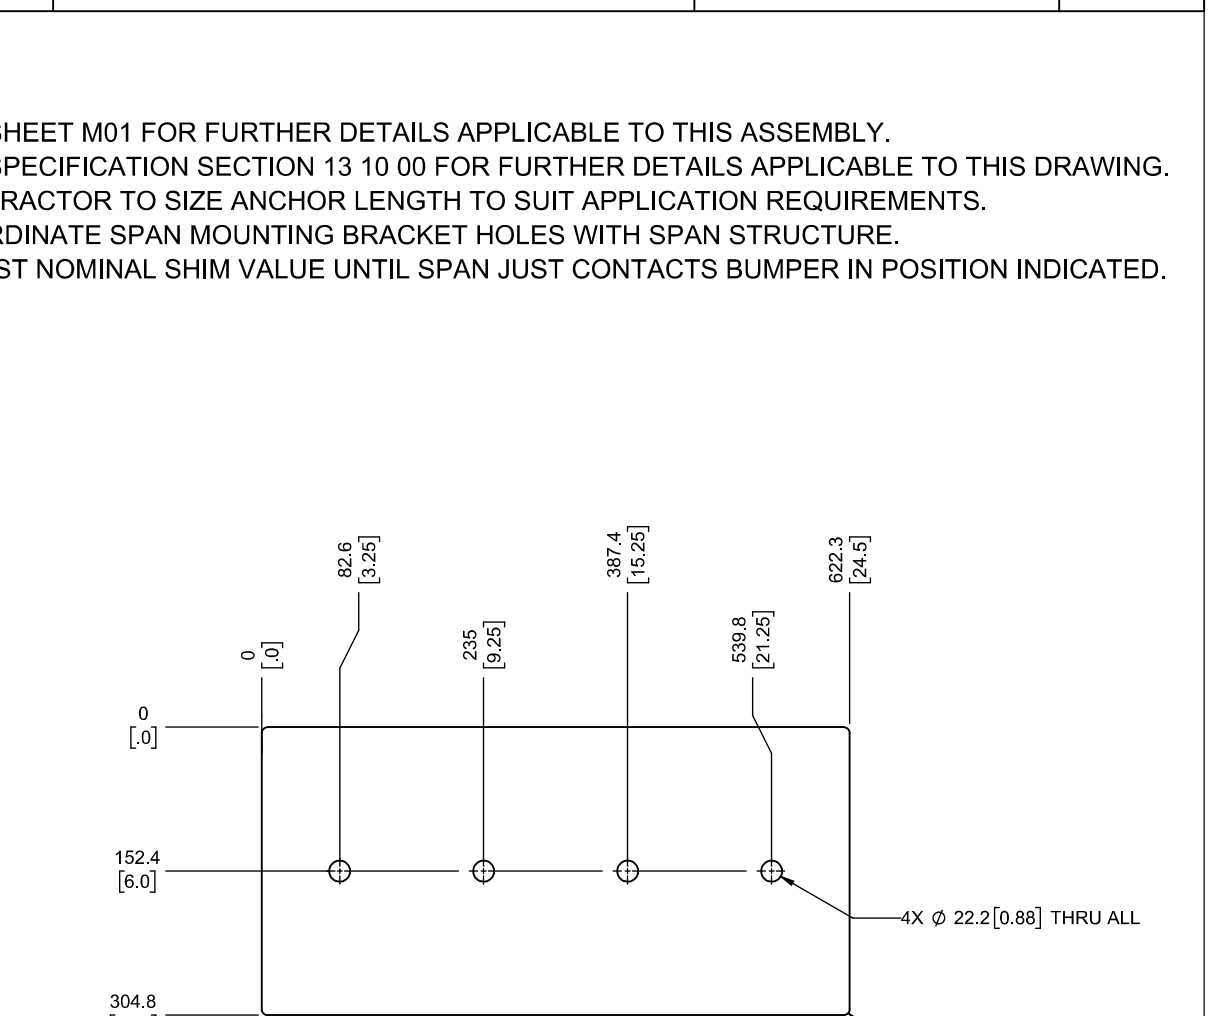 SHEET M01 FOR FURTHER DETAILS APPLICABLE TO THIS ASSEMBLY.
SPECIFICATION SECTION 13 10 00 FOR FURTHER DETAILS APPLICABLE TO THIS DRAWING.
RACTOR TO SIZE ANCHOR LENGTH TO SUIT APPLICATION REQUIREMENTS.
RDINATE SPAN MOUNTING BRACKET HOLES WITH SPAN STRUCTURE.
ST NOMINAL SHIM VALUE UNTIL SPAN JUST CONTACTS BUMPER IN POSITION INDICATED.
0
[.0]
82.6
[3.25]
235
[9.25]
387.4
[15.25]
539.8
[21.25]
622.3
[24.5]
0
[.0]
152.4
[6.0]
4X ∅ 22.2[0.88] THRU ALL
304.8